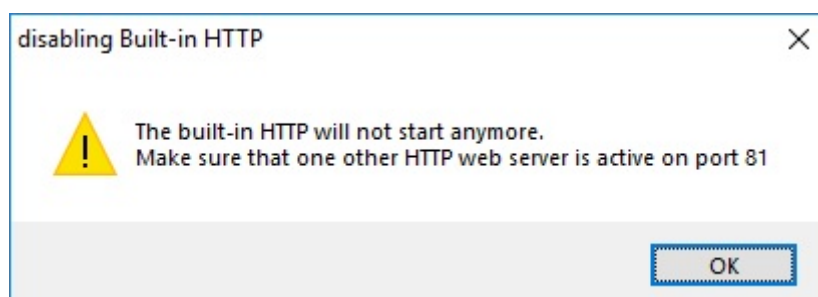 disabling Built-in HTTP
The built-in HTTP will not start anymore.
Make sure that one other HTTP web server is active on port 81
OK